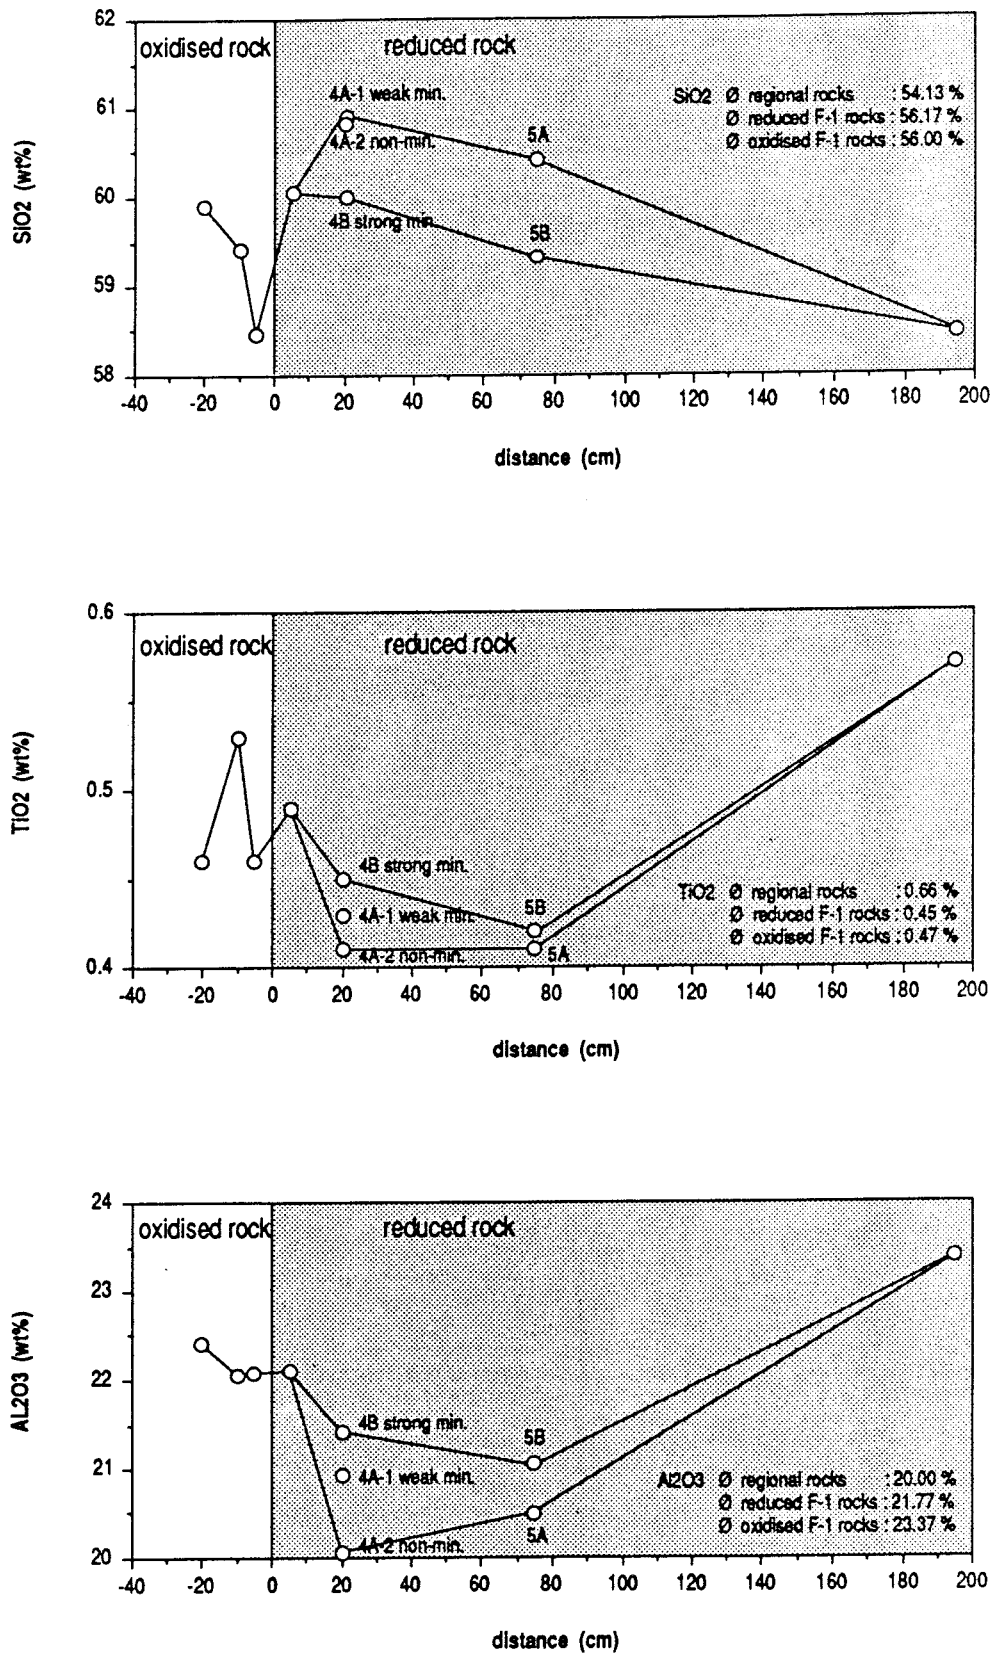 62
61
60
59
58
SiO2 (wt%)
oxidised rock
reduced rock
4A-1 weak min.
4A-2 non-min.
4B strong min.
5A
5B
SiO2 Ø regional rocks : 54.13 %
Ø reduced F-1 rocks : 56.17 %
Ø oxidised F-1 rocks : 56.00 %
-40 -20 0 20 40 60 80 100 120 140 160 180 200
distance (cm)
0.6
0.5
0.4
TiO2 (wt%)
oxidised rock
reduced rock
4B strong min.
4A-1 weak min.
4A-2 non-min.
5B
5A
TiO2 Ø regional rocks : 0.66 %
Ø reduced F-1 rocks : 0.45 %
Ø oxidised F-1 rocks : 0.47 %
-40 -20 0 20 40 60 80 100 120 140 160 180 200
distance (cm)
24
23
22
21
20
AL2O3 (wt%)
oxidised rock
reduced rock
4B strong min.
4A-1 weak min.
4A-2 non-min.
5B
5A
Al2O3 Ø regional rocks : 20.00 %
Ø reduced F-1 rocks : 21.77 %
Ø oxidised F-1 rocks : 23.37 %
-40 -20 0 20 40 60 80 100 120 140 160 180 200
distance (cm)